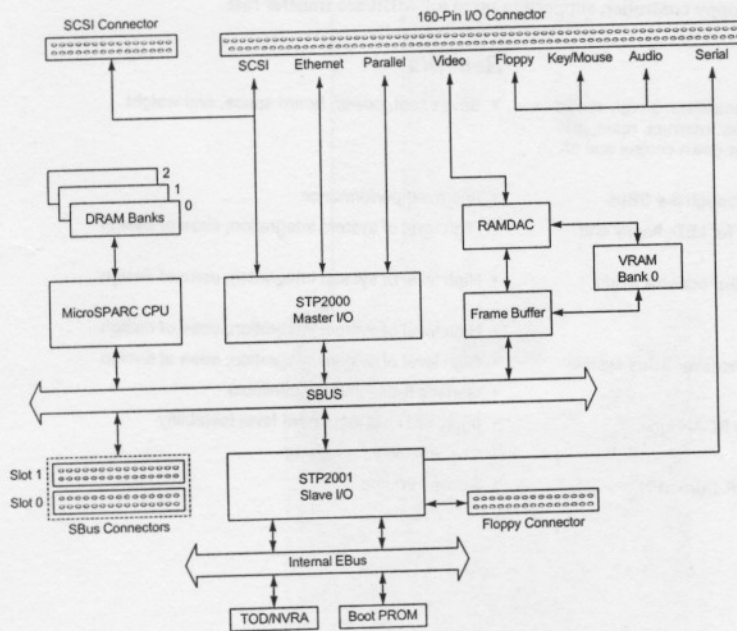 160-Pin I/O Connector
SCSI Connector
SCSI Ethernet Parallel Video Floppy Key/Mouse Audio Serial
2
1
0
DRAM Banks
RAMDAC
VRAM
Bank 0
MicroSPARC CPU
STP2000
Master I/O
Frame Buffer
SBUS
Slot 1
Slot 0
SBus Connectors
STP2001
Slave I/O
Floppy Connector
Internal EBus
TOD/NVRA
Boot PROM